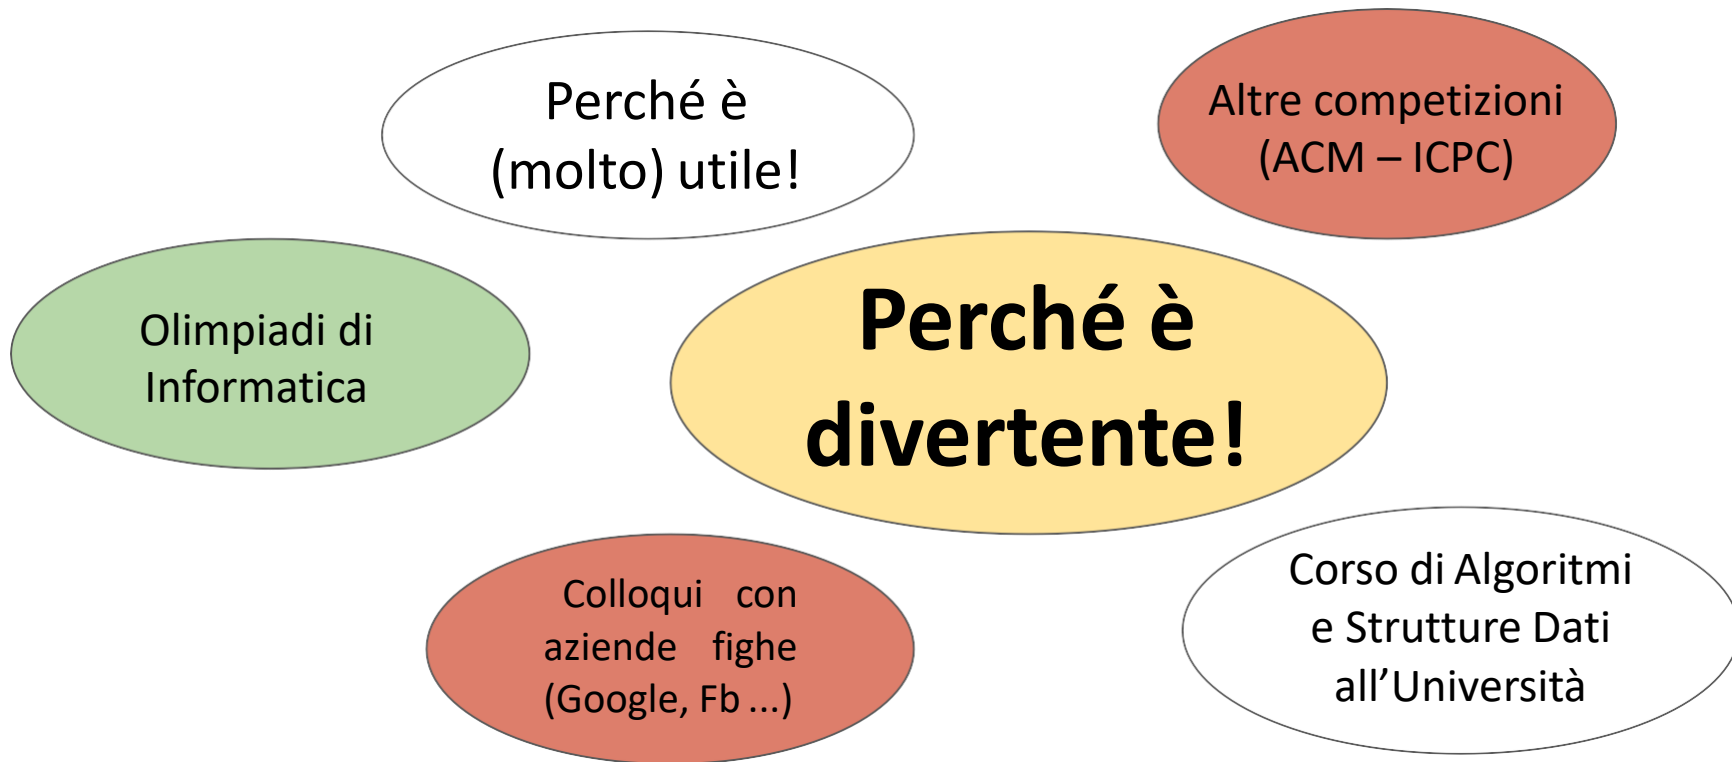 Perché è
(molto) utile!
Altre competizioni
(ACM – ICPC)
Olimpiadi di
Informatica
Perché è
divertente!
Colloqui con
aziende fighe
(Google, Fb ...)
Corso di Algoritmi
e Strutture Dati
all’Università